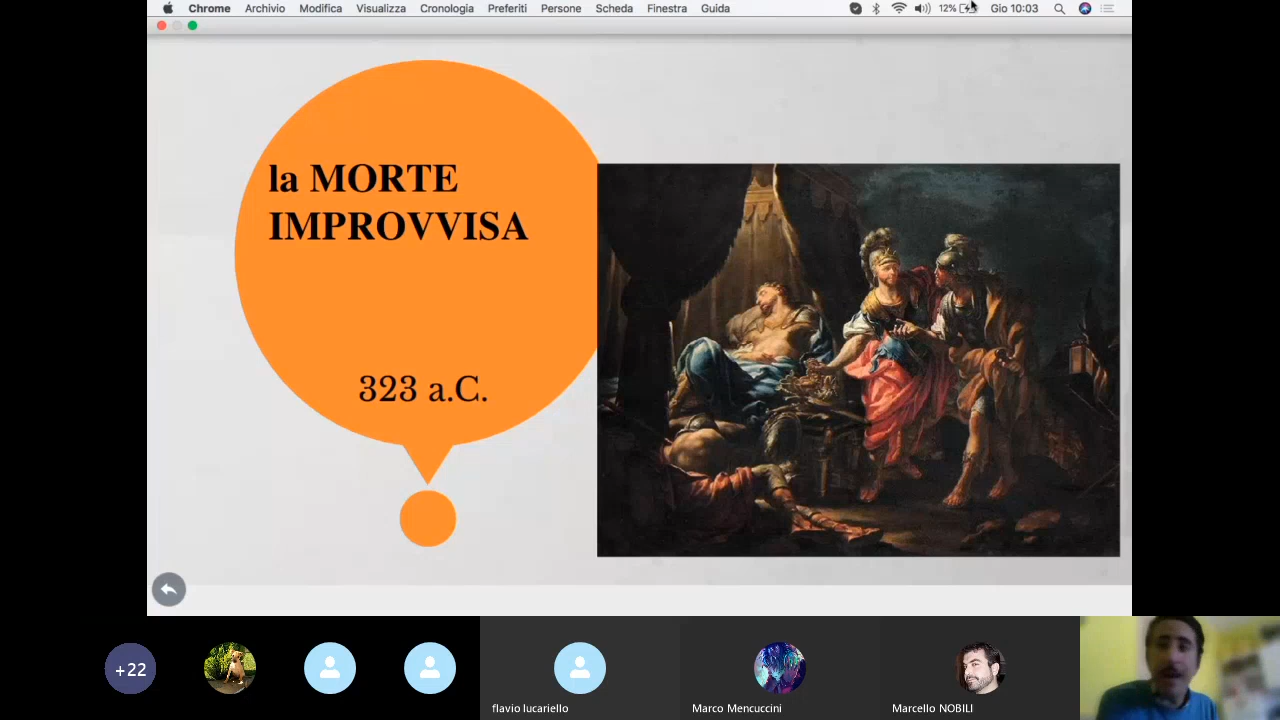 Chrome Archivio Modifica Visualizza Cronologia Preferiti Persone Scheda Finestra Guida 12% Gio 10:03
la MORTE
IMPROVVISA
323 a.C.
+22
flavio lucariello
Marco Mencuccini
Marcello NOBILI